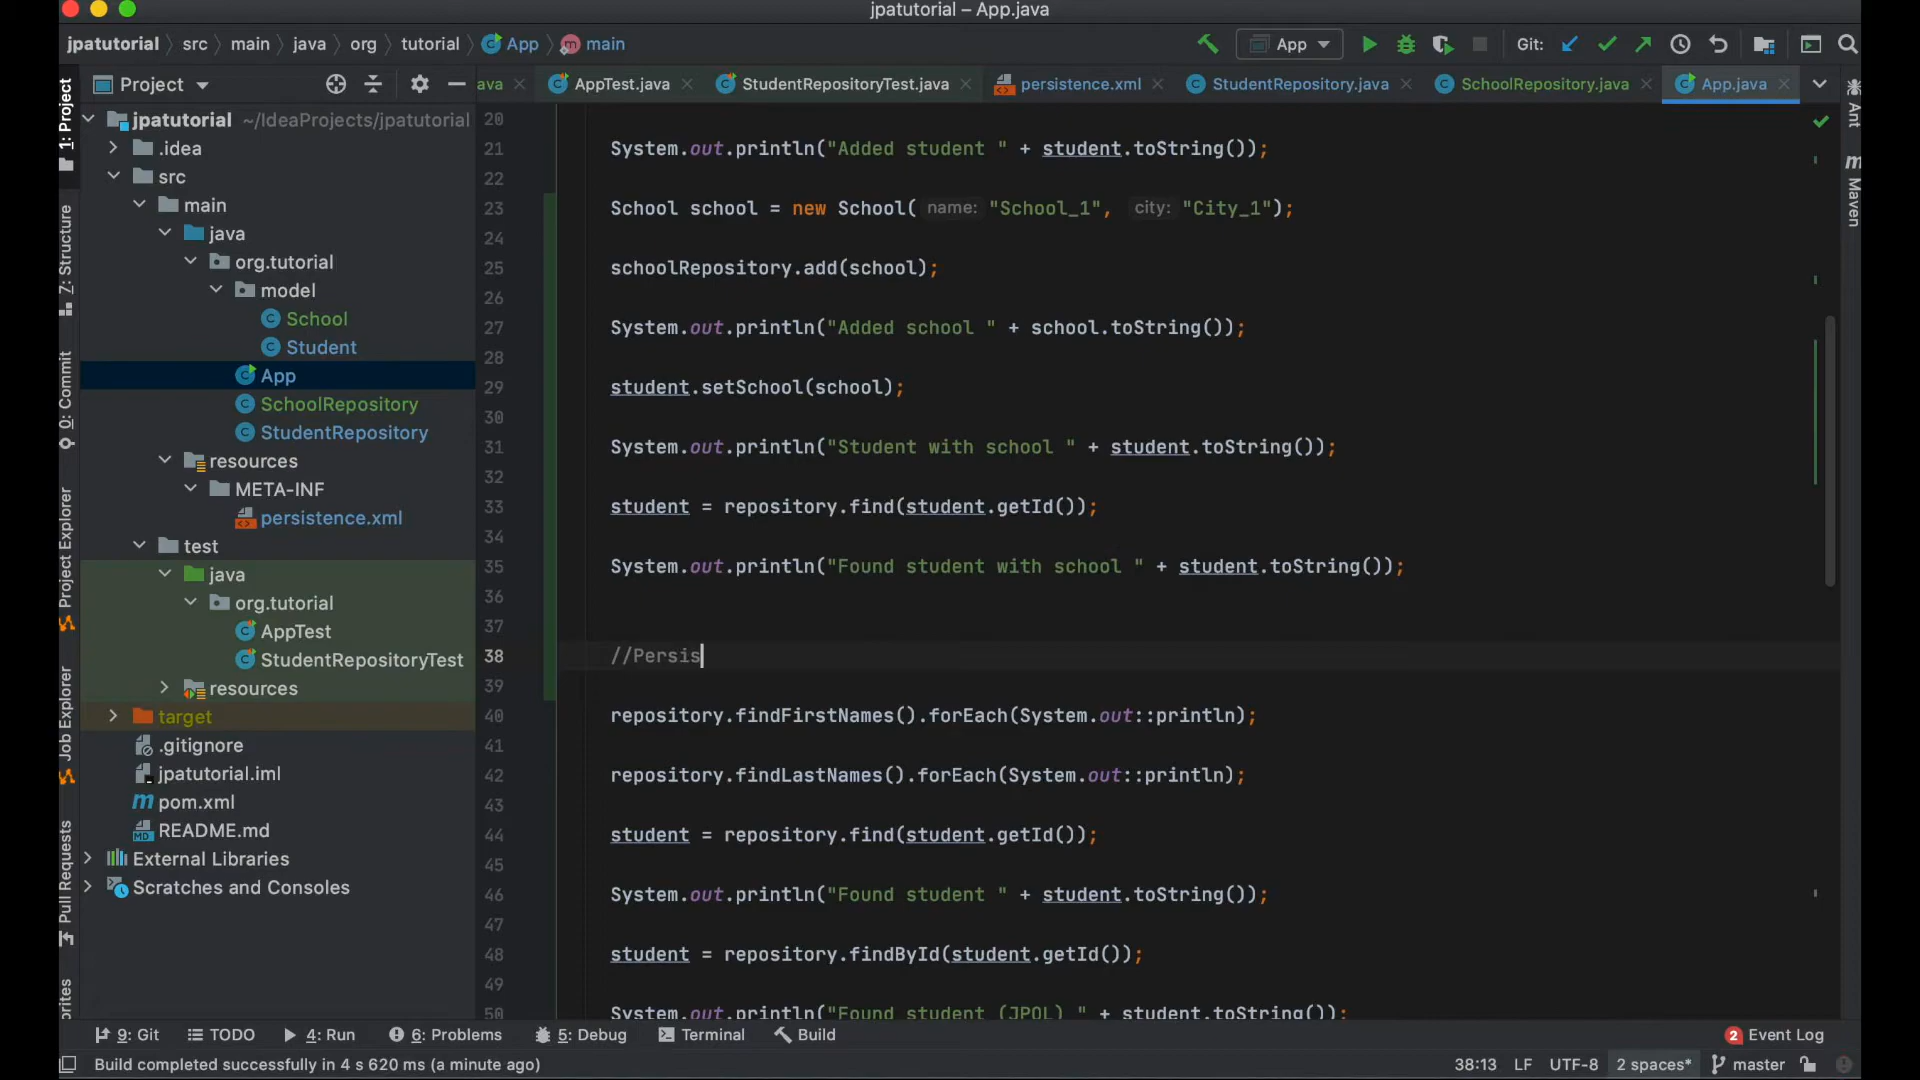 jpatutorial – App.java
jpatutorial src main java org tutorial App main
App Git:
Project
java AppTest.java StudentRepositoryTest.java persistence.xml StudentRepository.java SchoolRepository.java App.java
1: Project
7: Structure
0: Commit
Project Explorer
Job Explorer
Pull Requests
Ant
Maven
jpatutorial ~/IdeaProjects/jpatutorial
.idea
src
main
java
org.tutorial
model
School
Student
App
SchoolRepository
StudentRepository
resources
META-INF
persistence.xml
test
java
org.tutorial
AppTest
StudentRepositoryTest
resources
target
.gitignore
jpatutorial.iml
pom.xml
README.md
External Libraries
Scratches and Consoles
20
21 System.out.println("Added student " + student.toString());
22
23 School school = new School( name: "School_1", city: "City_1");
24
25 schoolRepository.add(school);
26
27 System.out.println("Added school " + school.toString());
28
29 student.setSchool(school);
30
31 System.out.println("Student with school " + student.toString());
32
33 student = repository.find(student.getId());
34
35 System.out.println("Found student with school " + student.toString());
36
37
38 //Persis
39
40 repository.findFirstNames().forEach(System.out::println);
41
42 repository.findLastNames().forEach(System.out::println);
43
44 student = repository.find(student.getId());
45
46 System.out.println("Found student " + student.toString());
47
48 student = repository.findById(student.getId());
49
50 System.out.println("Found student (JPQL) " + student.toString());
9: Git TODO 4: Run 6: Problems 5: Debug Terminal Build 2 Event Log
Build completed successfully in 4 s 620 ms (a minute ago) 38:13 LF UTF-8 2 spaces* master